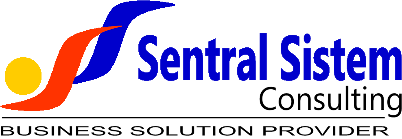 Sentral Sistem
Consulting
BUSINESS SOLUTION PROVIDER